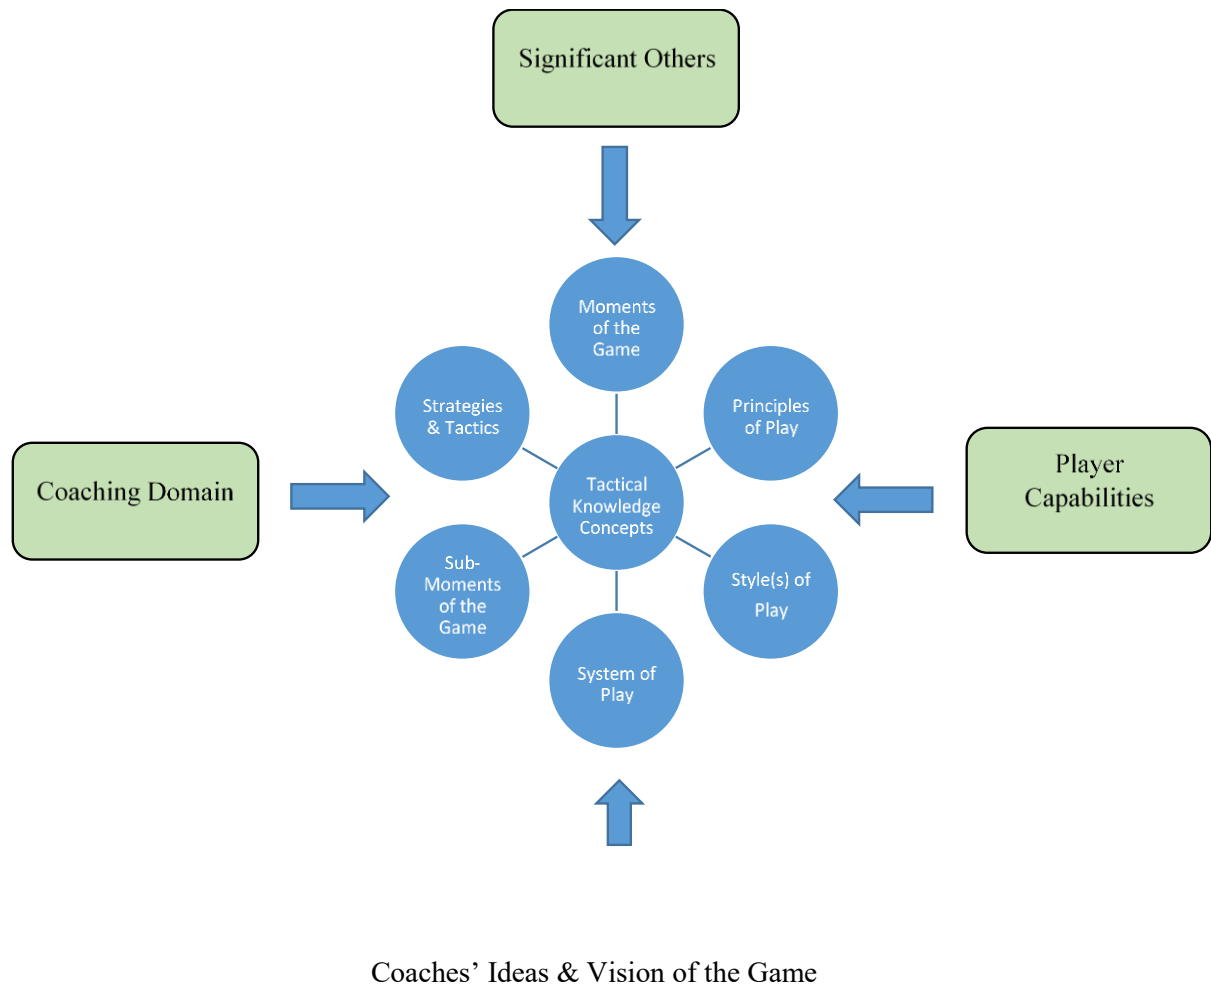 Significant Others
Moments
of the
Game
Strategies
& Tactics
Principles
of Play
Coaching Domain
Tactical
Knowledge
Concepts
Player
Capabilities
Sub-
Moments
of the
Game
Style(s) of
Play
System of
Play
Coaches’ Ideas & Vision of the Game